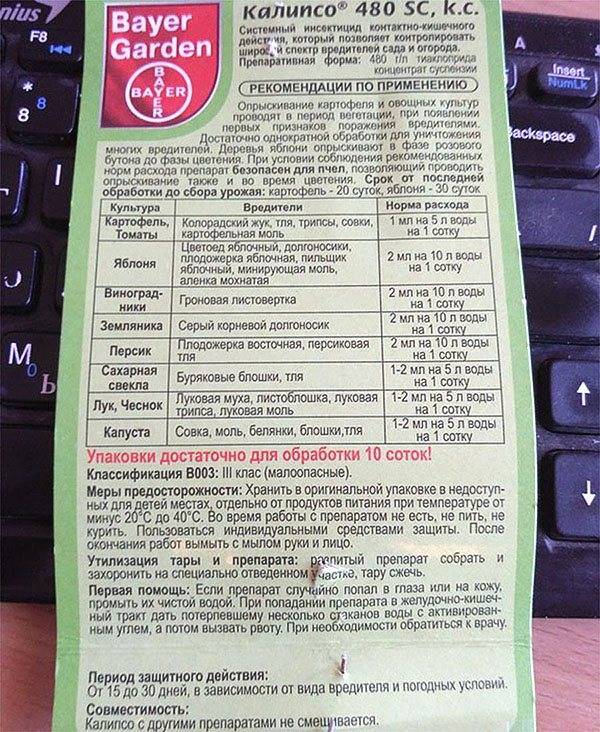 Bayer
Garden
BAYER
BAYER
Калипсо® 480 SC, к.с.
Системный инсектицид контактно-кишечного
действия, который позволяет контролировать
широкий спектр вредителей сада и огорода.
Препаративная форма: 480 г/л тиаклоприда
концентрат суспензии
РЕКОМЕНДАЦИИ ПО ПРИМЕНЕНИЮ
Опрыскивание картофеля и овощных культур
проводят в период вегетации, при появлении
первых признаков поражения вредителями.
Достаточно однократной обработки для уничтожения
многих вредителей. Деревья яблони опрыскивают в фазе розового
бутона до фазы цветения. При условии соблюдения рекомендованных
норм расхода препарат безопасен для пчел, позволяющий проводить
опрыскивание также и во время цветения. Срок от последней
обработки до сбора урожая: картофель - 20 суток, яблоня - 30 суток
Культура Вредители Норма расхода
Картофель, Томаты Колорадский жук, тля, трипсы, совки, картофельная моль 1 мл на 5 л воды на 1 сотку
Яблоня Цветоед яблочный, долгоносики, плодожерка яблочная, пильщик яблочный, минирующая моль, аленка мохнатая 2 мл на 10 л воды на 1 сотку
Виноград-ники Гроновая листовертка 2 мл на 10 л воды на 1 сотку
Земляника Серый корневой долгоносик 2 мл на 10 л воды на 1 сотку
Персик Плодожерка восточная, персиковая тля 2 мл на 10 л воды на 1 сотку
Сахарная свекла Буряковые блошки, тля 1-2 мл на 5 л воды на 1 сотку
Лук, Чеснок Луковая муха, листоблошка, луковая трипса, луковая моль 1-2 мл на 5 л воды на 1 сотку
Капуста Совка, моль, белянки, блошки,тля 1-2 мл на 5 л воды на 1 сотку
Упаковки достаточно для обработки 10 соток!
Классификация ВООЗ: III клас (малоопасные).
Меры предосторожности: Хранить в оригинальной упаковке в недоступ-
ных для детей местах, отдельно от продуктов питания при температуре от
минус 20°С до 40°С. Во время работы с препаратом не есть, не пить, не
курить. Пользоваться индивидуальными средствами защиты. После
окончания работ вымыть с мылом руки и лицо.
Утилизация тары и препарата: разлитый препарат собрать и
захоронить на специально отведенном участке, тару сжечь.
Первая помощь: Если препарат случайно попал в глаза или на кожу,
промыть их чистой водой. При попадании препарата в желудочно-кишеч-
ный тракт дать потерпевшему несколько стаканов воды с активирован-
ным углем, а потом вызвать рвоту. При необходимости обратиться к врачу.
Период защитного действия:
От 15 до 30 дней, в зависимости от вида вредителя и погодных условий.
Совместимость:
Калипсо с другими препаратами не смешивается.
nius
F8
*
8
8
М
Ь
Insert
NumLk
Backspace
↑
↓